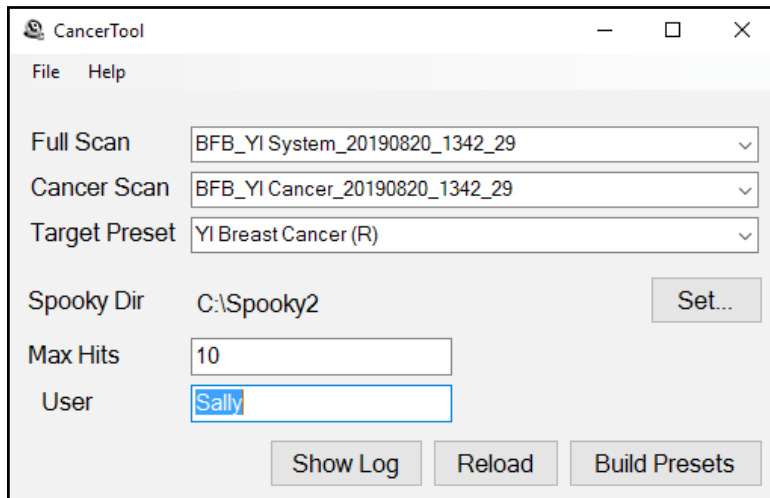 CancerTool
File Help
Full Scan BFB_YI System_20190820_1342_29
Cancer Scan BFB_YI Cancer_20190820_1342_29
Target Preset YI Breast Cancer (R)
Spooky Dir C:\Spooky2 Set...
Max Hits 10
User Sally
Show Log Reload Build Presets